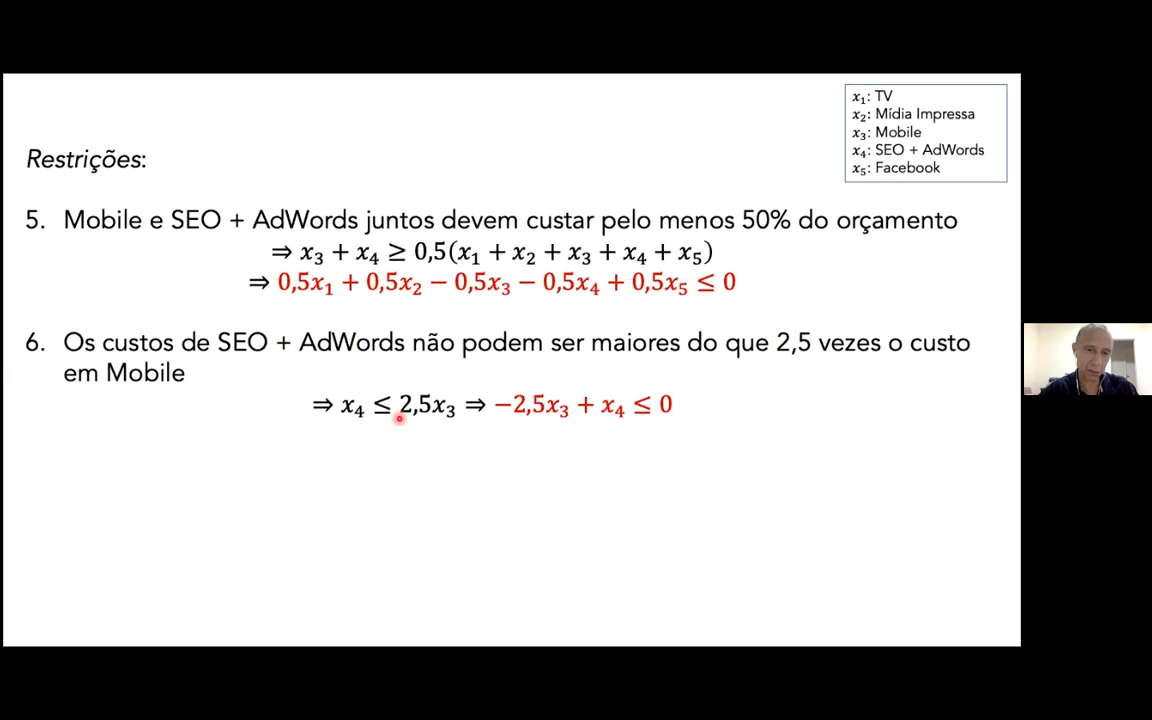 x₁: TV
x₂: Mídia Impressa
x₃: Mobile
x₄: SEO + AdWords
x₅: Facebook
Restrições:
5. Mobile e SEO + AdWords juntos devem custar pelo menos 50% do orçamento
⇒ x₃ + x₄ ≥ 0,5(x₁ + x₂ + x₃ + x₄ + x₅)
⇒ 0,5x₁ + 0,5x₂ − 0,5x₃ − 0,5x₄ + 0,5x₅ ≤ 0
6. Os custos de SEO + AdWords não podem ser maiores do que 2,5 vezes o custo
em Mobile
⇒ x₄ ≤ 2,5x₃ ⇒ −2,5x₃ + x₄ ≤ 0